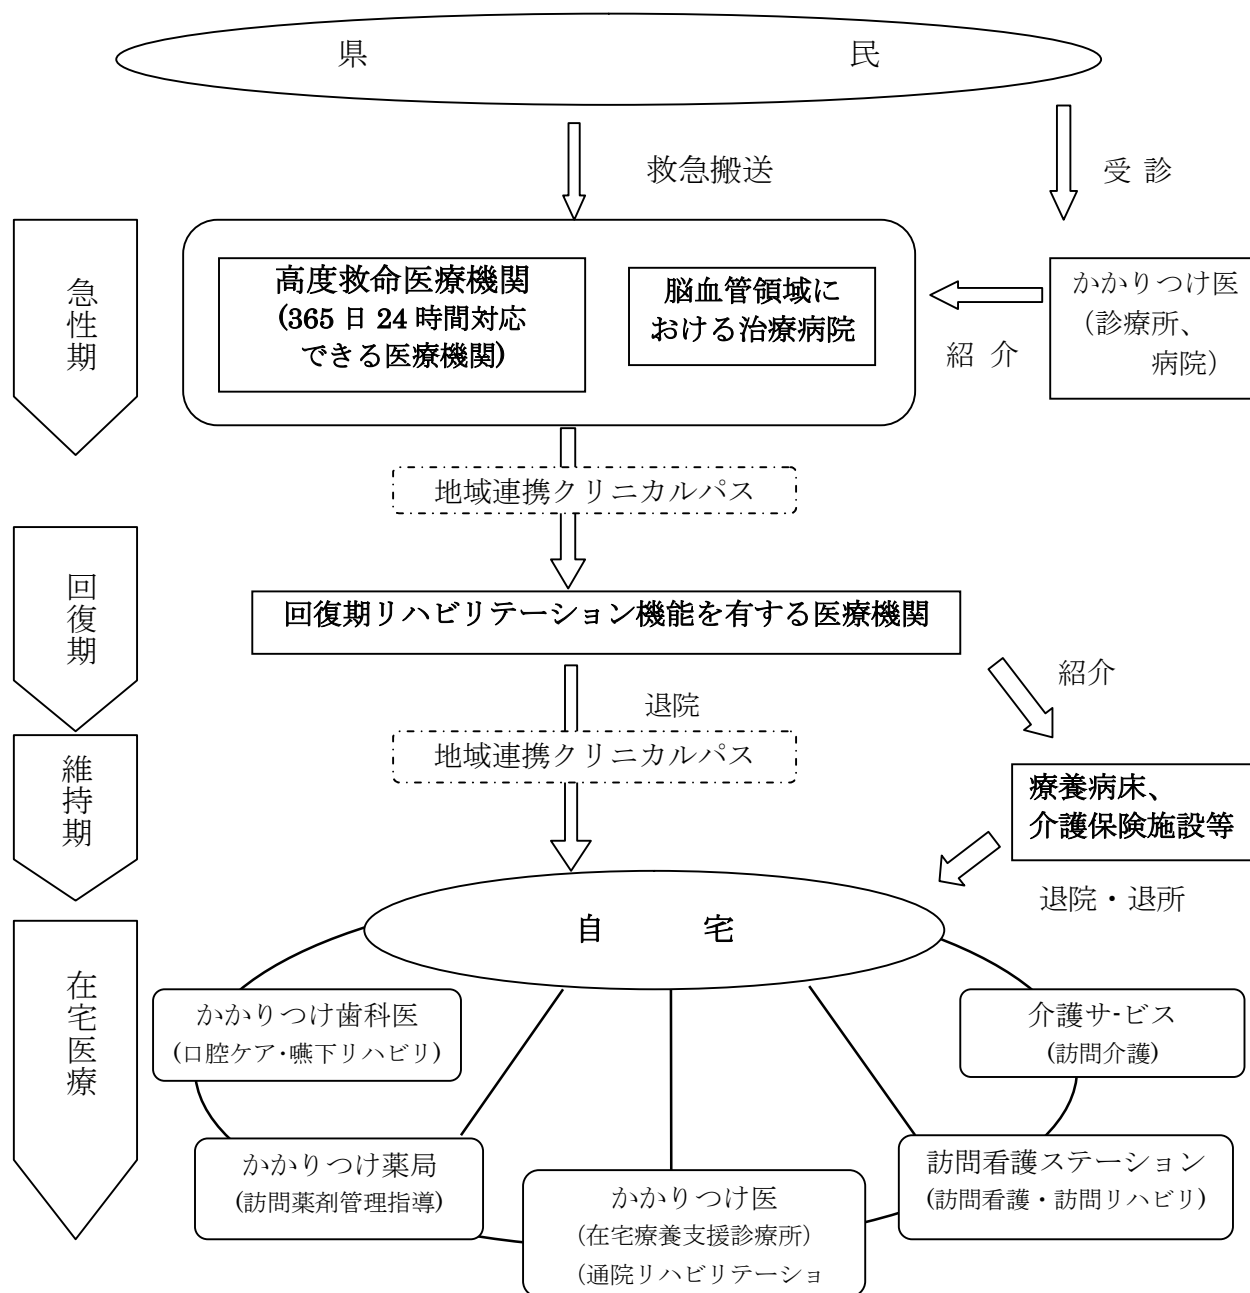 県 民
救急搬送
受 診
急性期
高度救命医療機関
(365 日 24 時間対応
できる医療機関)
脳血管領域に
おける治療病院
紹 介
かかりつけ医
（診療所、
病院）
地域連携クリニカルパス
回復期
回復期リハビリテーション機能を有する医療機関
紹介
退院
地域連携クリニカルパス
維持期
療養病床、
介護保険施設等
退院・退所
自 宅
在宅医療
かかりつけ歯科医
(口腔ケア・嚥下リハビリ)
介護サ-ビス
(訪問介護)
かかりつけ薬局
(訪問薬剤管理指導)
かかりつけ医
（在宅療養支援診療所）
（通院リハビリテーショ
訪問看護ステーション
(訪問看護・訪問リハビリ)